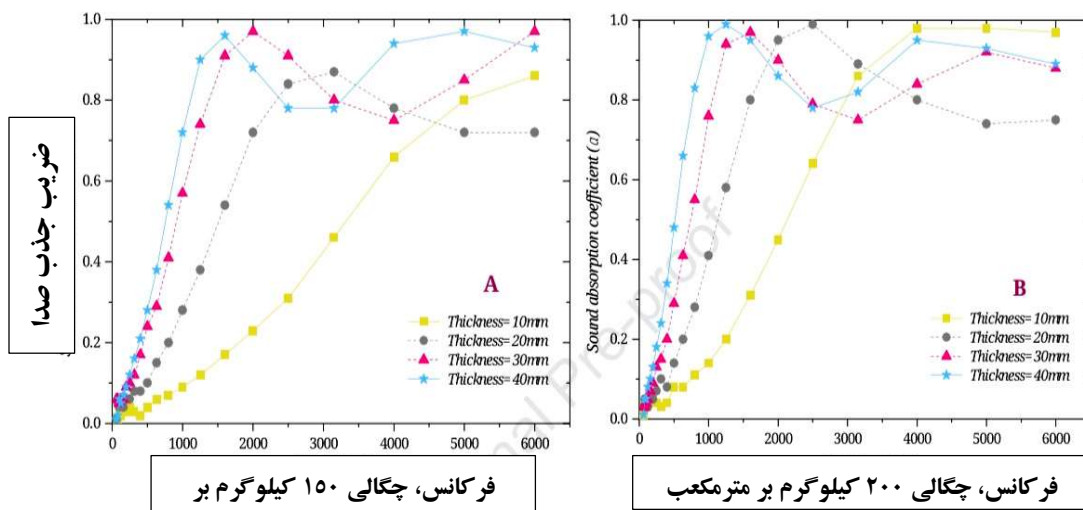 ضریب جذب صدا
1.0
0.8
0.6
0.4
0.2
0.0
A
Thickness=10mm
Thickness=20mm
Thickness=30mm
Thickness=40mm
0 1000 2000 3000 4000 5000 6000
فرکانس، چگالی ۱۵۰ کیلوگرم بر
Sound absorption coefficient (α)
1.0
0.8
0.6
0.4
0.2
0.0
B
Thickness=10mm
Thickness=20mm
Thickness=30mm
Thickness=40mm
0 1000 2000 3000 4000 5000 6000
فرکانس، چگالی ۲۰۰ کیلوگرم بر مترمکعب
nal Pre-proof